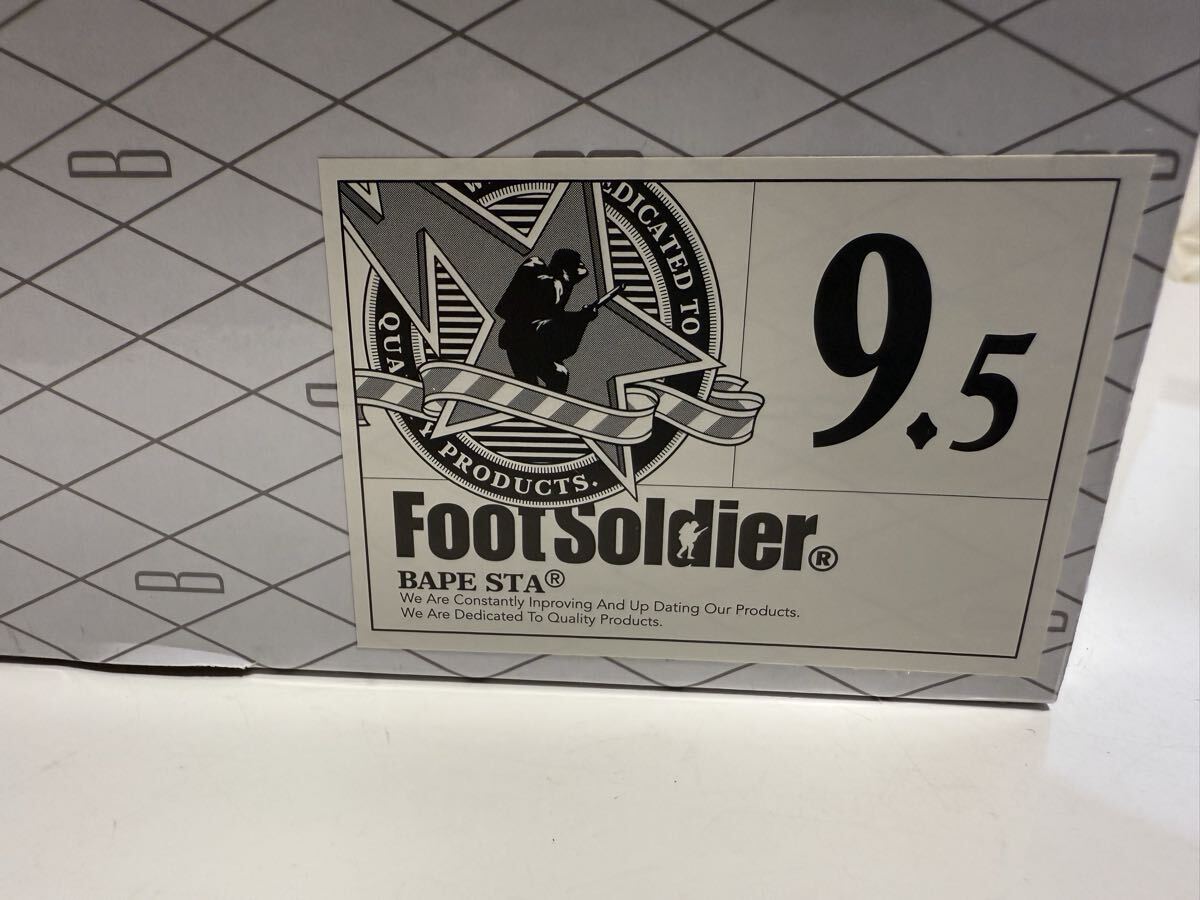 DEDICATED TO
QUA Y PRODUCTS.
9.5
FootSoldier®
BAPE STA®
We Are Constantly Inproving And Up Dating Our Products.
We Are Dedicated To Quality Products.
B
B